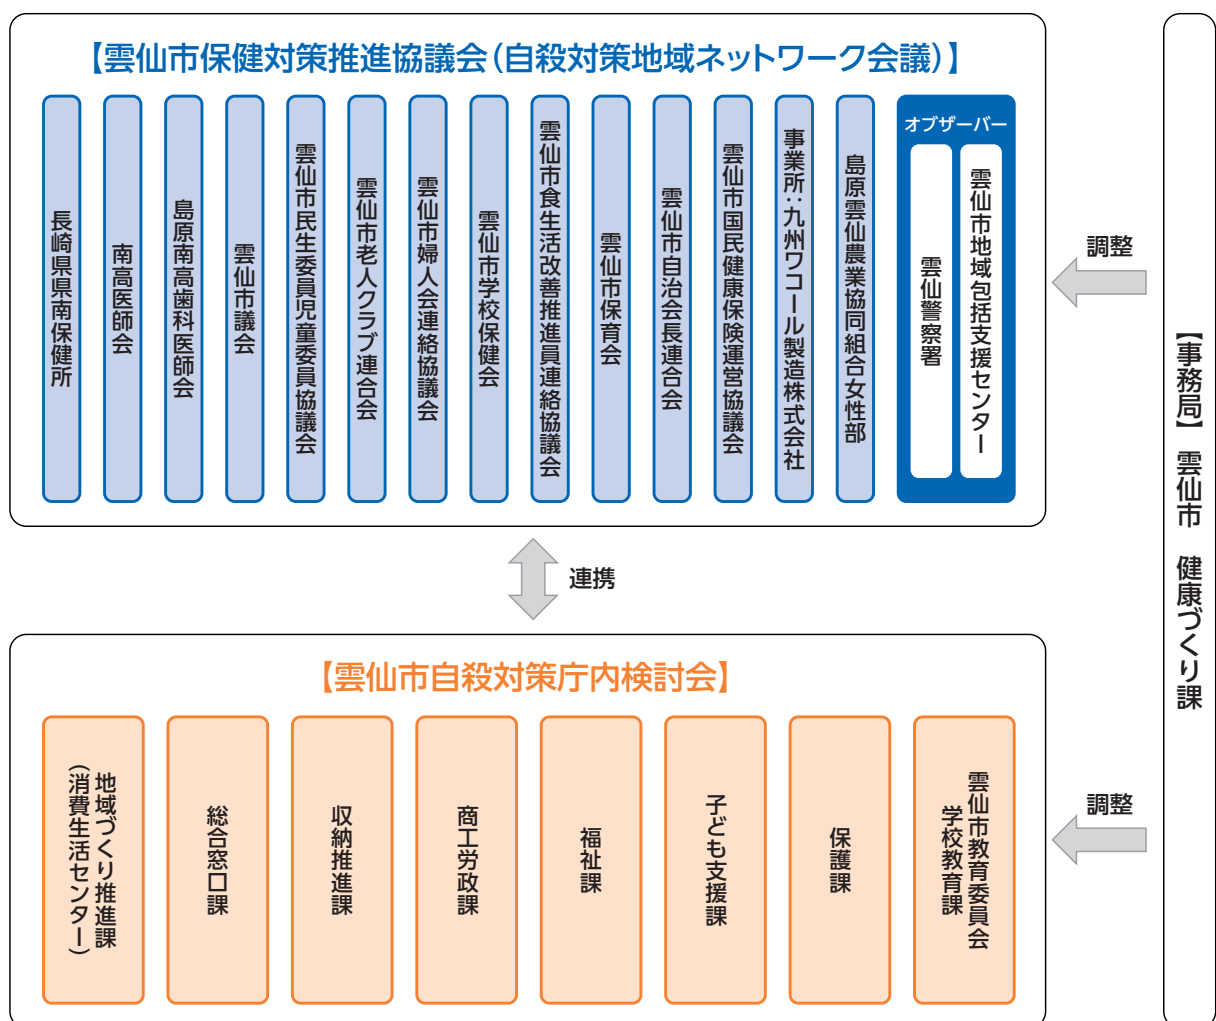 【雲仙市保健対策推進協議会（自殺対策地域ネットワーク会議）】
長崎県県南保健所
南高医師会
島原南高歯科医師会
雲仙市議会
雲仙市民生委員児童委員協議会
雲仙市老人クラブ連合会
雲仙市婦人会連絡協議会
雲仙市学校保健会
雲仙市食生活改善推進員連絡協議会
雲仙市保育会
雲仙市自治会長連合会
雲仙市国民健康保険運営協議会
事業所：九州ワコール製造株式会社
島原雲仙農業協同組合女性部
オブザーバー
雲仙警察署
雲仙市地域包括支援センター
調整
【事務局】 雲仙市　健康づくり課
連携
【雲仙市自殺対策庁内検討会】
地域づくり推進課
（消費生活センター）
総合窓口課
収納推進課
商工労政課
福祉課
子ども支援課
保護課
雲仙市教育委員会
学校教育課
調整